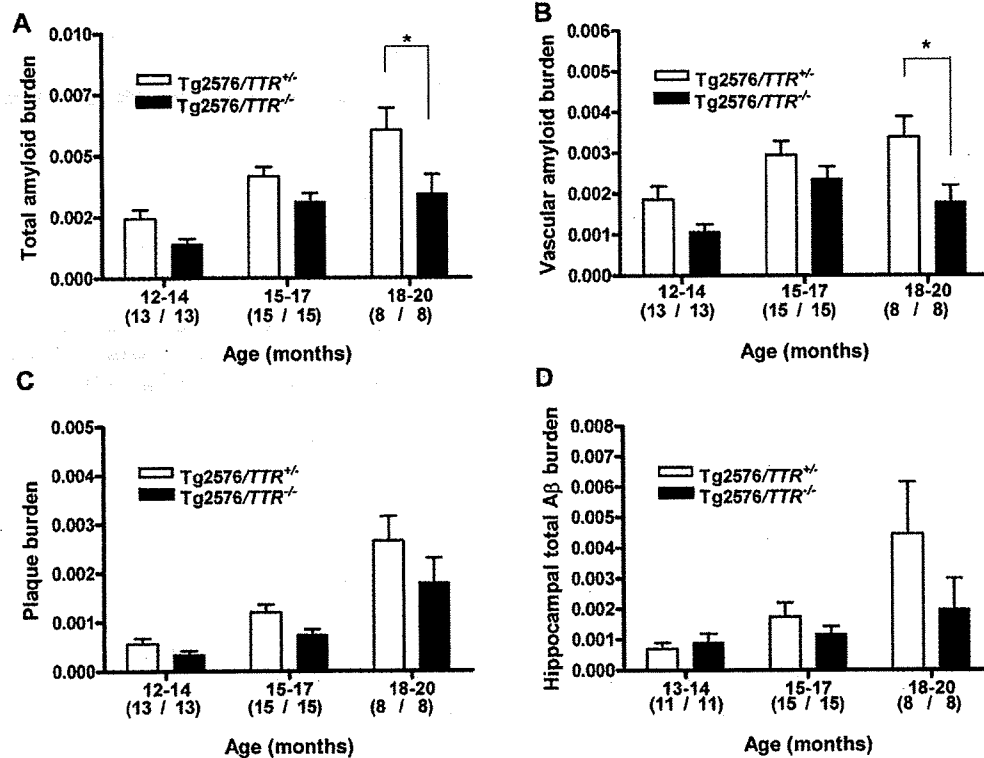 A
Total amyloid burden
0.010
0.007
0.005
0.002
0.000
Tg2576/TTR+/-
Tg2576/TTR-/-
*
12-14
15-17
18-20
(13 / 13)
(15 / 15)
(8 / 8)
Age (months)
B
Vascular amyloid burden
0.006
0.005
0.004
0.003
0.002
0.001
0.000
Tg2576/TTR+/-
Tg2576/TTR-/-
*
12-14
15-17
18-20
(13 / 13)
(15 / 15)
(8 / 8)
Age (months)
C
Plaque burden
0.005
0.004
0.003
0.002
0.001
0.000
Tg2576/TTR+/-
Tg2576/TTR-/-
12-14
15-17
18-20
(13 / 13)
(15 / 15)
(8 / 8)
Age (months)
D
Hippocampal total Aβ burden
0.008
0.007
0.006
0.005
0.004
0.003
0.002
0.001
0.000
Tg2576/TTR+/-
Tg2576/TTR-/-
13-14
15-17
18-20
(11 / 11)
(15 / 15)
(8 / 8)
Age (months)